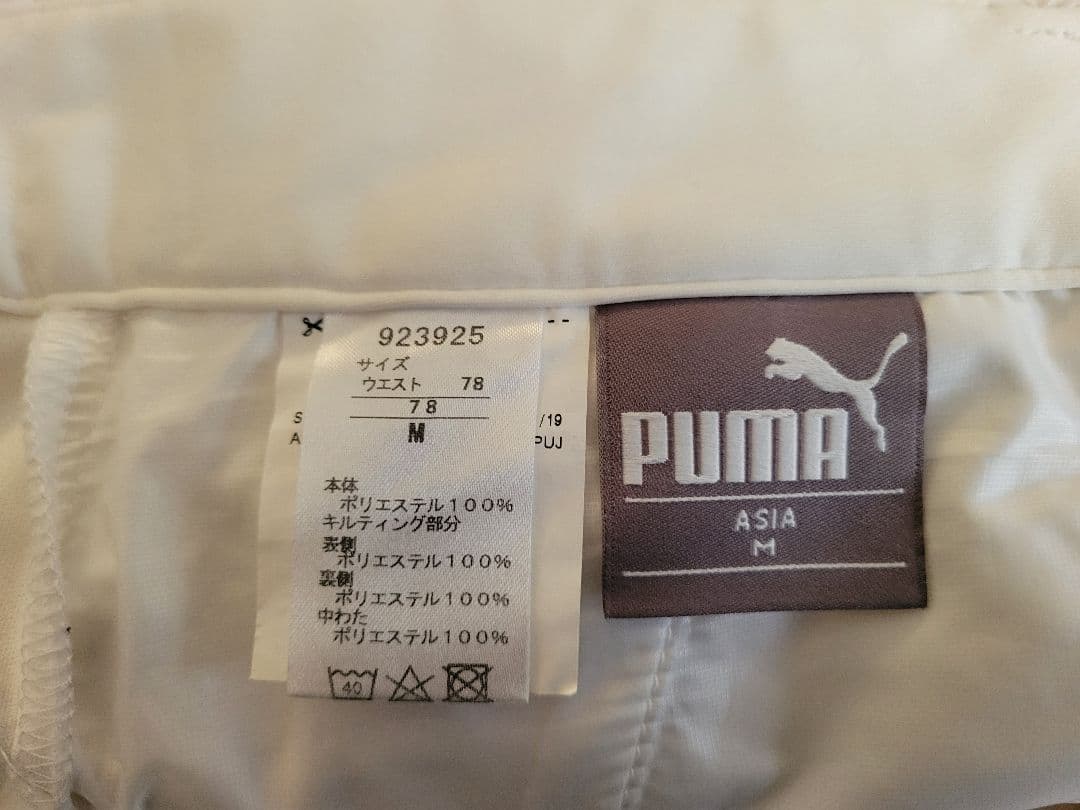 923925
サイズ
ウエスト 78
78
M
本体
ポリエステル100%
キルティング部分
表側
ポリエステル100%
裏側
ポリエステル100%
中わた
ポリエステル100%
40
S
A
/19
PUJ
PUMA
ASIA
M